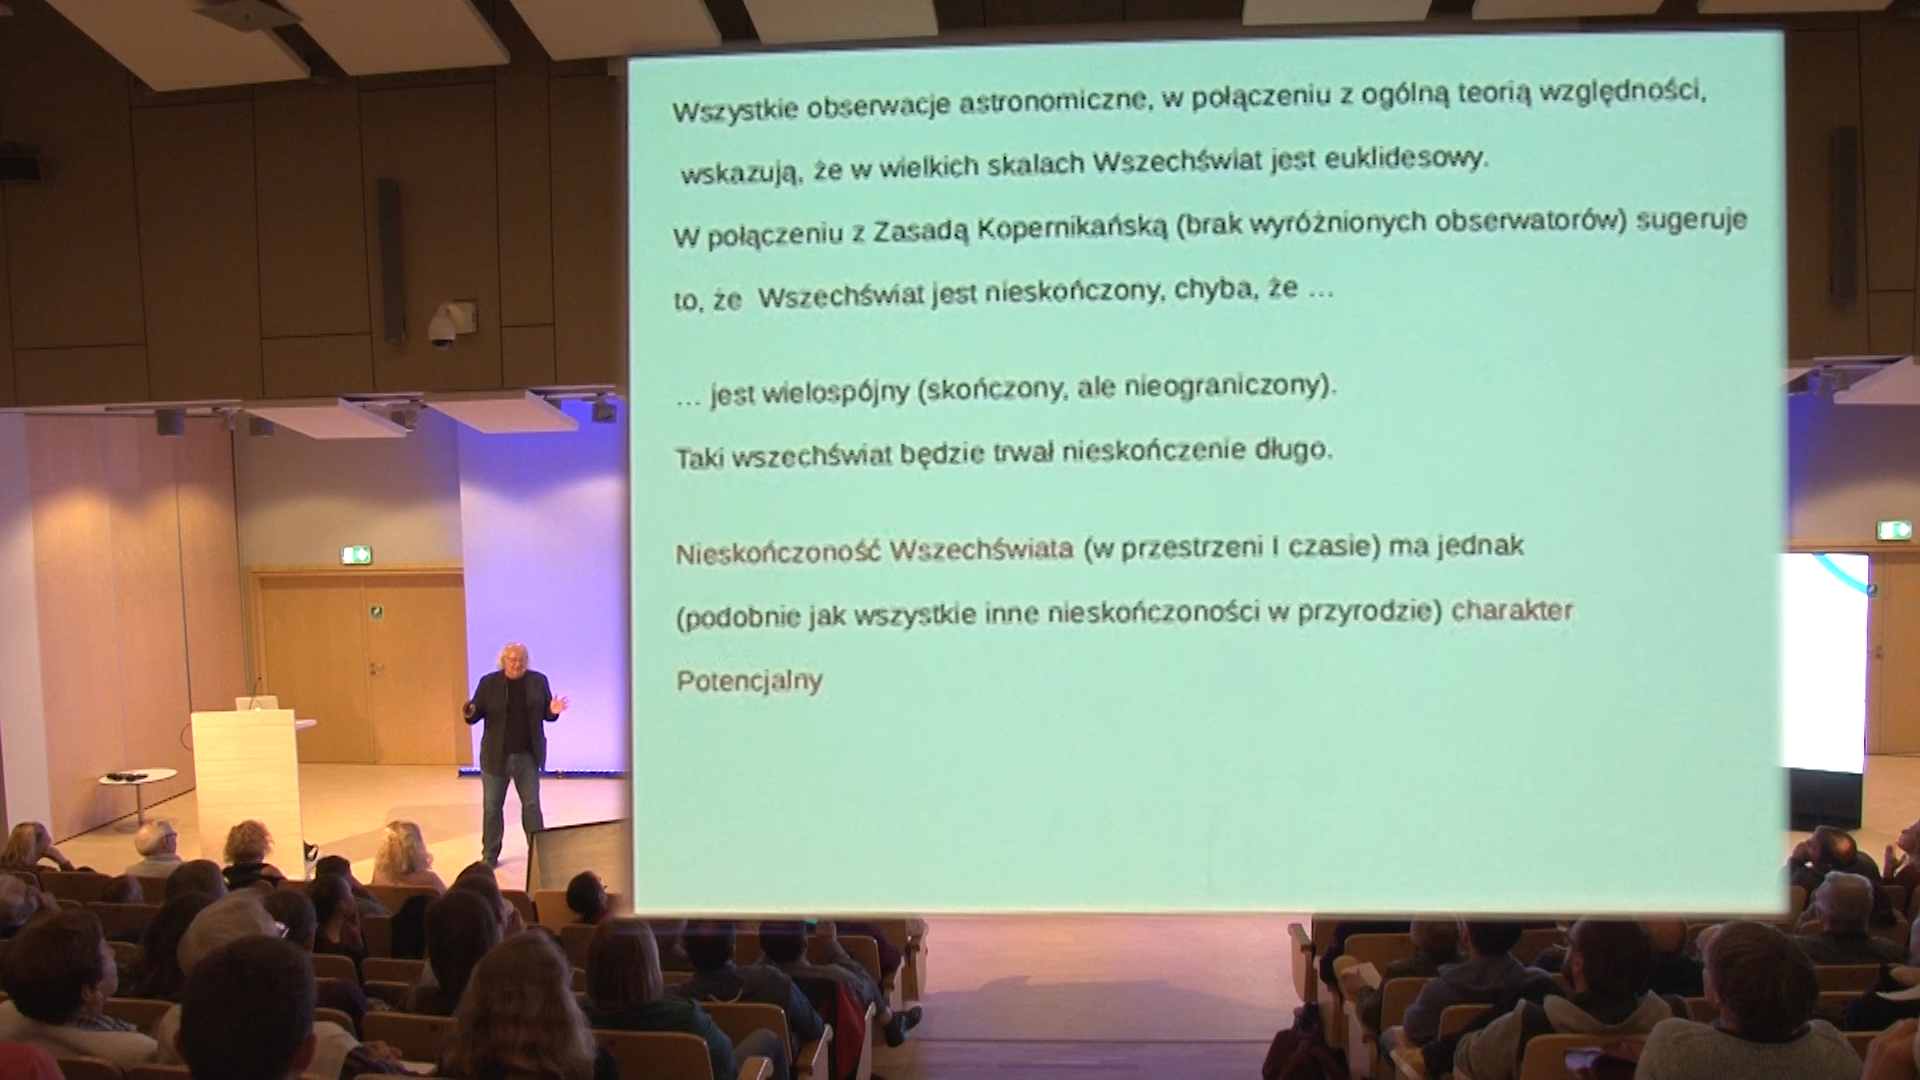 Wszystkie obserwacje astronomiczne, w połączeniu z ogólną teorią względności,
wskazują, że w wielkich skalach Wszechświat jest euklidesowy.
W połączeniu z Zasadą Kopernikańską (brak wyróżnionych obserwatorów) sugeruje
to, że Wszechświat jest nieskończony, chyba, że ...
... jest wielospójny (skończony, ale nieograniczony).
Taki wszechświat będzie trwał nieskończenie długo.
Nieskończoność Wszechświata (w przestrzeni I czasie) ma jednak
(podobnie jak wszystkie inne nieskończoności w przyrodzie) charakter
Potencjalny